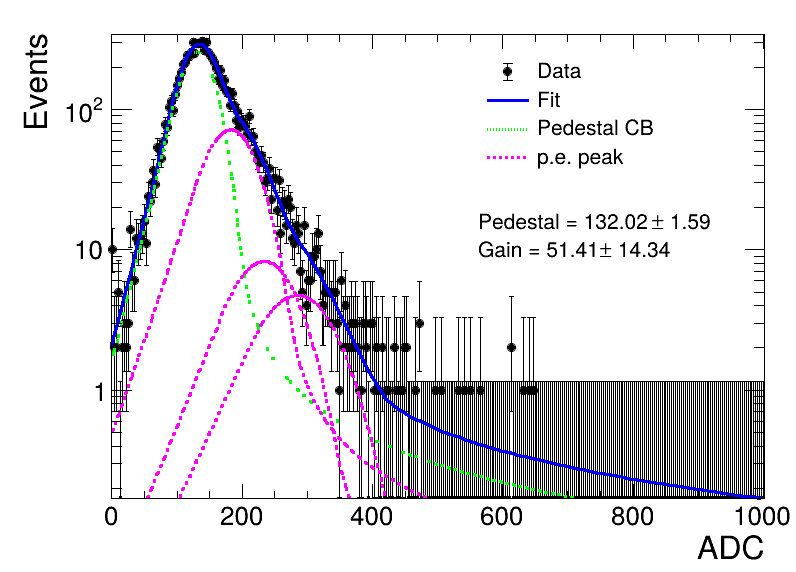 Events
10²
10
1
Data
Fit
Pedestal CB
p.e. peak
Pedestal = 132.02± 1.59
Gain = 51.41± 14.34
0 200 400 600 800 1000
ADC